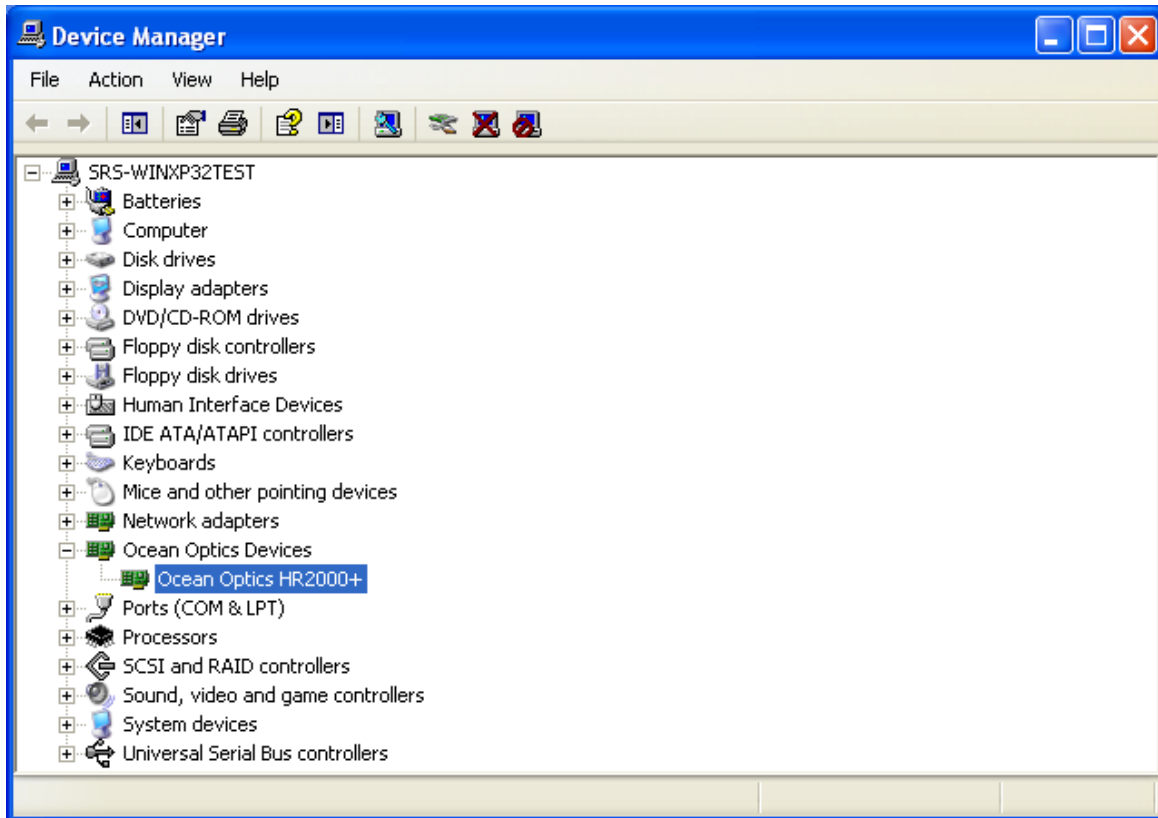 Device Manager
File Action View Help
SRS-WINXP32TEST
Batteries
Computer
Disk drives
Display adapters
DVD/CD-ROM drives
Floppy disk controllers
Floppy disk drives
Human Interface Devices
IDE ATA/ATAPI controllers
Keyboards
Mice and other pointing devices
Network adapters
Ocean Optics Devices
Ocean Optics HR2000+
Ports (COM & LPT)
Processors
SCSI and RAID controllers
Sound, video and game controllers
System devices
Universal Serial Bus controllers